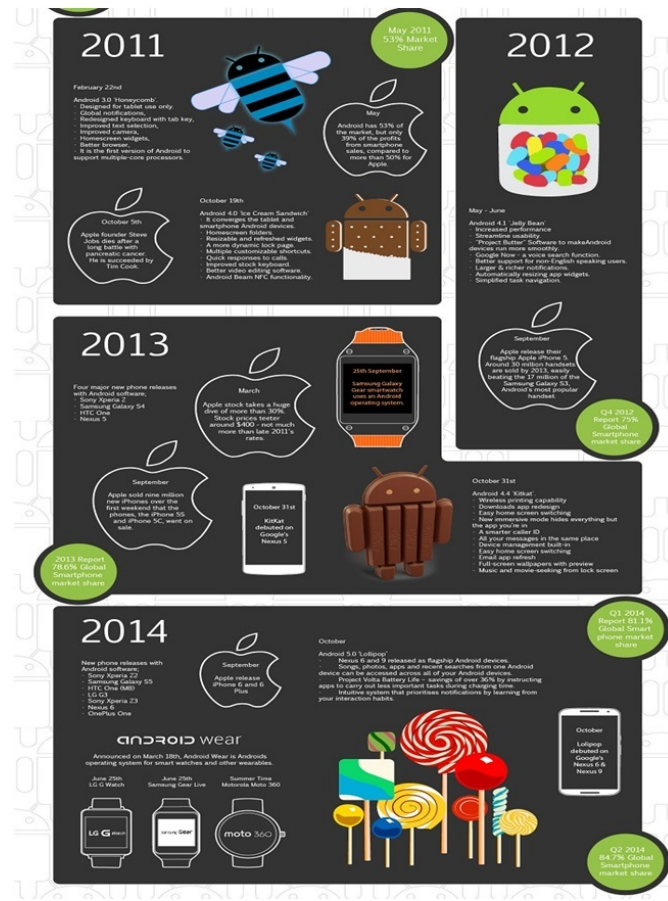 2011
May 2011
53% Market
Share
February 22nd
Android 3.0 'Honeycomb'
· Designed for tablet use only.
· Global notifications,
· Redesigned keyboard with tab key,
· Improved text selection,
· Improved camera,
· Homescreen widgets,
· Better browser,
· It is the first version of Android to
support multiple-core processors.
May
Android has 53% of
the market, but only
39% of the profits
from smartphone
sales, compared to
more than 50% for
Apple.
October 5th
Apple founder Steve
Jobs dies after a
long battle with
pancreatic cancer.
He is succeeded by
Tim Cook.
October 19th
Android 4.0 'Ice Cream Sandwich'
· It converges the tablet and
smartphone Android devices.
· Homescreen folders.
· Resizable and refreshed widgets.
· A more dynamic lock page.
· Multiple customizable shortcuts.
· Quick responses to calls.
· Improved stock keyboard.
· Better video editing software.
· Android Beam NFC functionality.
2012
May - June
Android 4.1 'Jelly Bean'
· Increased performance
· Streamline usability.
· "Project Butter" Software to makeAndroid
devices run more smoothly.
· Google Now - a voice search function.
· Better support for non-English speaking users.
· Larger & richer notifications.
· Automatically resizing app widgets.
· Simplified task navigation.
September
Apple release their
flagship Apple iPhone 5.
Around 30 million handsets
are sold by 2013, easily
beating the 17 million of the
Samsung Galaxy S3,
Android's most popular
handset.
Q4 2012
Report 75%
Global
Smartphone
market share
2013
Four major new phone releases
with Android software;
· Sony Xperia Z
· Samsung Galaxy S4
· HTC One
· Nexus 5
March
Apple stock takes a huge
dive of more than 30%.
Stock prices teeter
around $400 - not much
more than late 2011's
rates.
25th September
Samsung Galaxy
Gear smartwatch
uses an Android
operating system.
September
Apple sold nine million
new iPhones over the
first weekend that the
phones, the iPhone 5S
and iPhone 5C, went on
sale.
October 31st
KitKat
debuted on
Google's
Nexus 5
October 31st
Android 4.4 'Kitkat'.
· Wireless printing capability
· Downloads app redesign
· Easy home screen switching
· New immersive mode hides everything but
the app you're in
· A smarter caller ID
· All your messages in the same place
· Device management built-in
· Easy home screen switching
· Email app refresh
· Full-screen wallpapers with preview
· Music and movie-seeking from lock screen
2013 Report
78.6% Global
Smartphone
market share
2014
Q1 2014
Report 81.1%
Global Smart
phone market
share
New phone releases with
Android software;
· Sony Xperia Z2
· Samsung Galaxy S5
· HTC One (M8)
· LG G3
· Sony Xperia Z3
· Nexus 6
· OnePlus One
September
Apple release
iPhone 6 and 6
Plus
October
Android 5.0 'Lollipop'
· Nexus 6 and 9 released as flagship Android devices.
· Songs, photos, apps and recent searches from one Android
device can be accessed across all of your Android devices.
· Project Volta Battery Life – savings of over 36% by instructing
apps to carry out less important tasks during charging time.
· Intuitive system that prioritises notifications by learning from
your interaction habits.
October
Lolipop
debuted on
Google's
Nexus 6 &
Nexus 9
ANDROID wear
Announced on March 18th, Android Wear is Androids
operating system for smart watches and other wearables.
June 25th
LG G Watch
June 25th
Samsung Gear Live
Summer Time
Motorola Moto 360
LG G Watch
SAMSUNG Gear
moto 360
Q2 2014
84.7% Global
Smartphone
market share